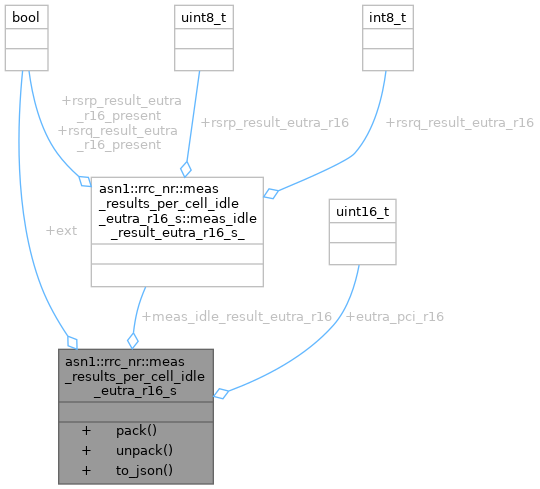 bool
uint8_t
int8_t
+rsrp_result_eutra
_r16_present
+rsrq_result_eutra
_r16_present
+rsrp_result_eutra_r16
+rsrq_result_eutra_r16
asn1::rrc_nr::meas
_results_per_cell_idle
_eutra_r16_s::meas_idle
_result_eutra_r16_s_
uint16_t
+ext
+meas_idle_result_eutra_r16
+eutra_pci_r16
asn1::rrc_nr::meas
_results_per_cell_idle
_eutra_r16_s
+ pack()
+ unpack()
+ to_json()